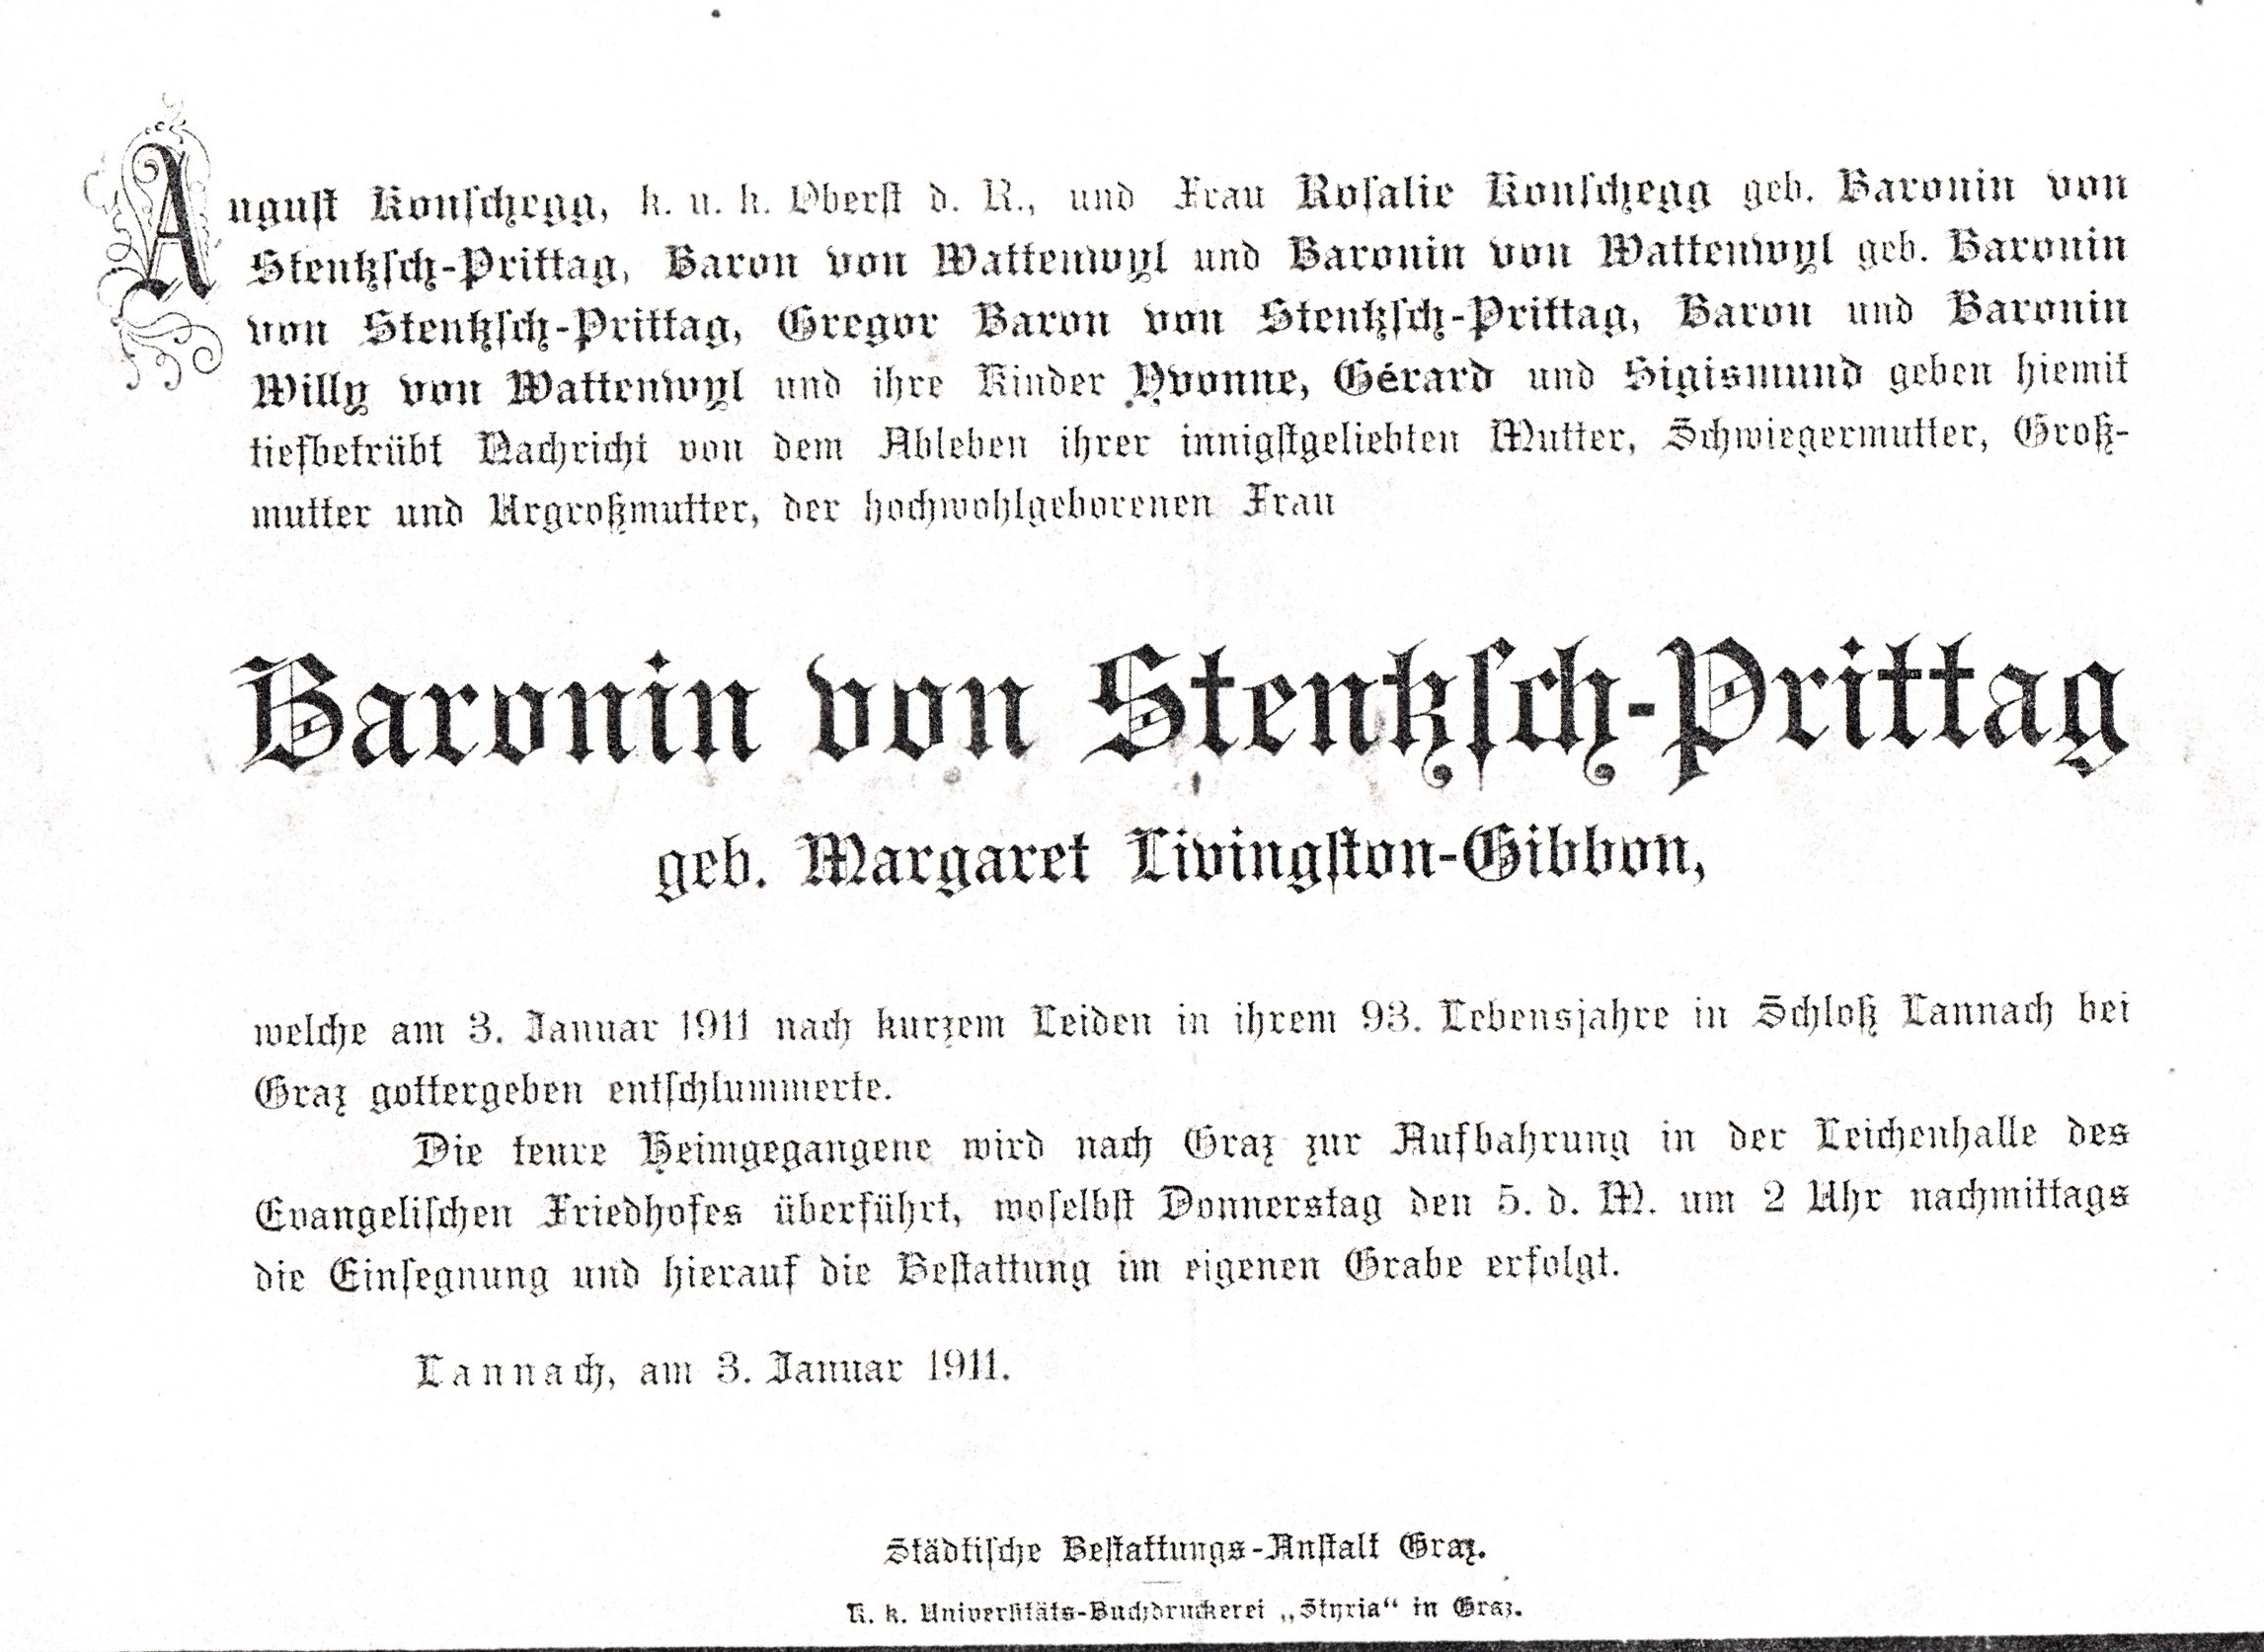 August Konschegg, k. u. k. Oberst d. R., und Frau Rosalie Konschegg geb. Baronin von
Stentzsch-Prittag, Baron von Wattenwyl und Baronin von Wattenwyl geb. Baronin
von Stentzsch-Prittag, Gregor Baron von Stentzsch-Prittag, Baron und Baronin
Willy von Wattenwyl und ihre Kinder Yvonne, Gérard und Sigismund geben hiemit
tiefbetrübt Nachricht von dem Ableben ihrer innigstgeliebten Mutter, Schwiegermutter, Groß-
mutter und Urgroßmutter, der hochwohlgeborenen Frau
Baronin von Stentzsch-Prittag
geb. Margaret Livingston-Gibbon,
welche am 3. Januar 1911 nach kurzem Leiden in ihrem 93. Lebensjahre in Schloß Lannach bei
Graz gottergeben entschlummerte.
Die teure Heimgegangene wird nach Graz zur Aufbahrung in der Leichenhalle des
Evangelischen Friedhofes überführt, woselbst Donnerstag den 5. d. M. um 2 Uhr nachmittags
die Einsegnung und hierauf die Bestattung im eigenen Grabe erfolgt.
Lannach, am 3. Januar 1911.
Städtische Bestattungs-Anstalt Graz.
K. k. Universitäts-Buchdruckerei „Styria“ in Graz.